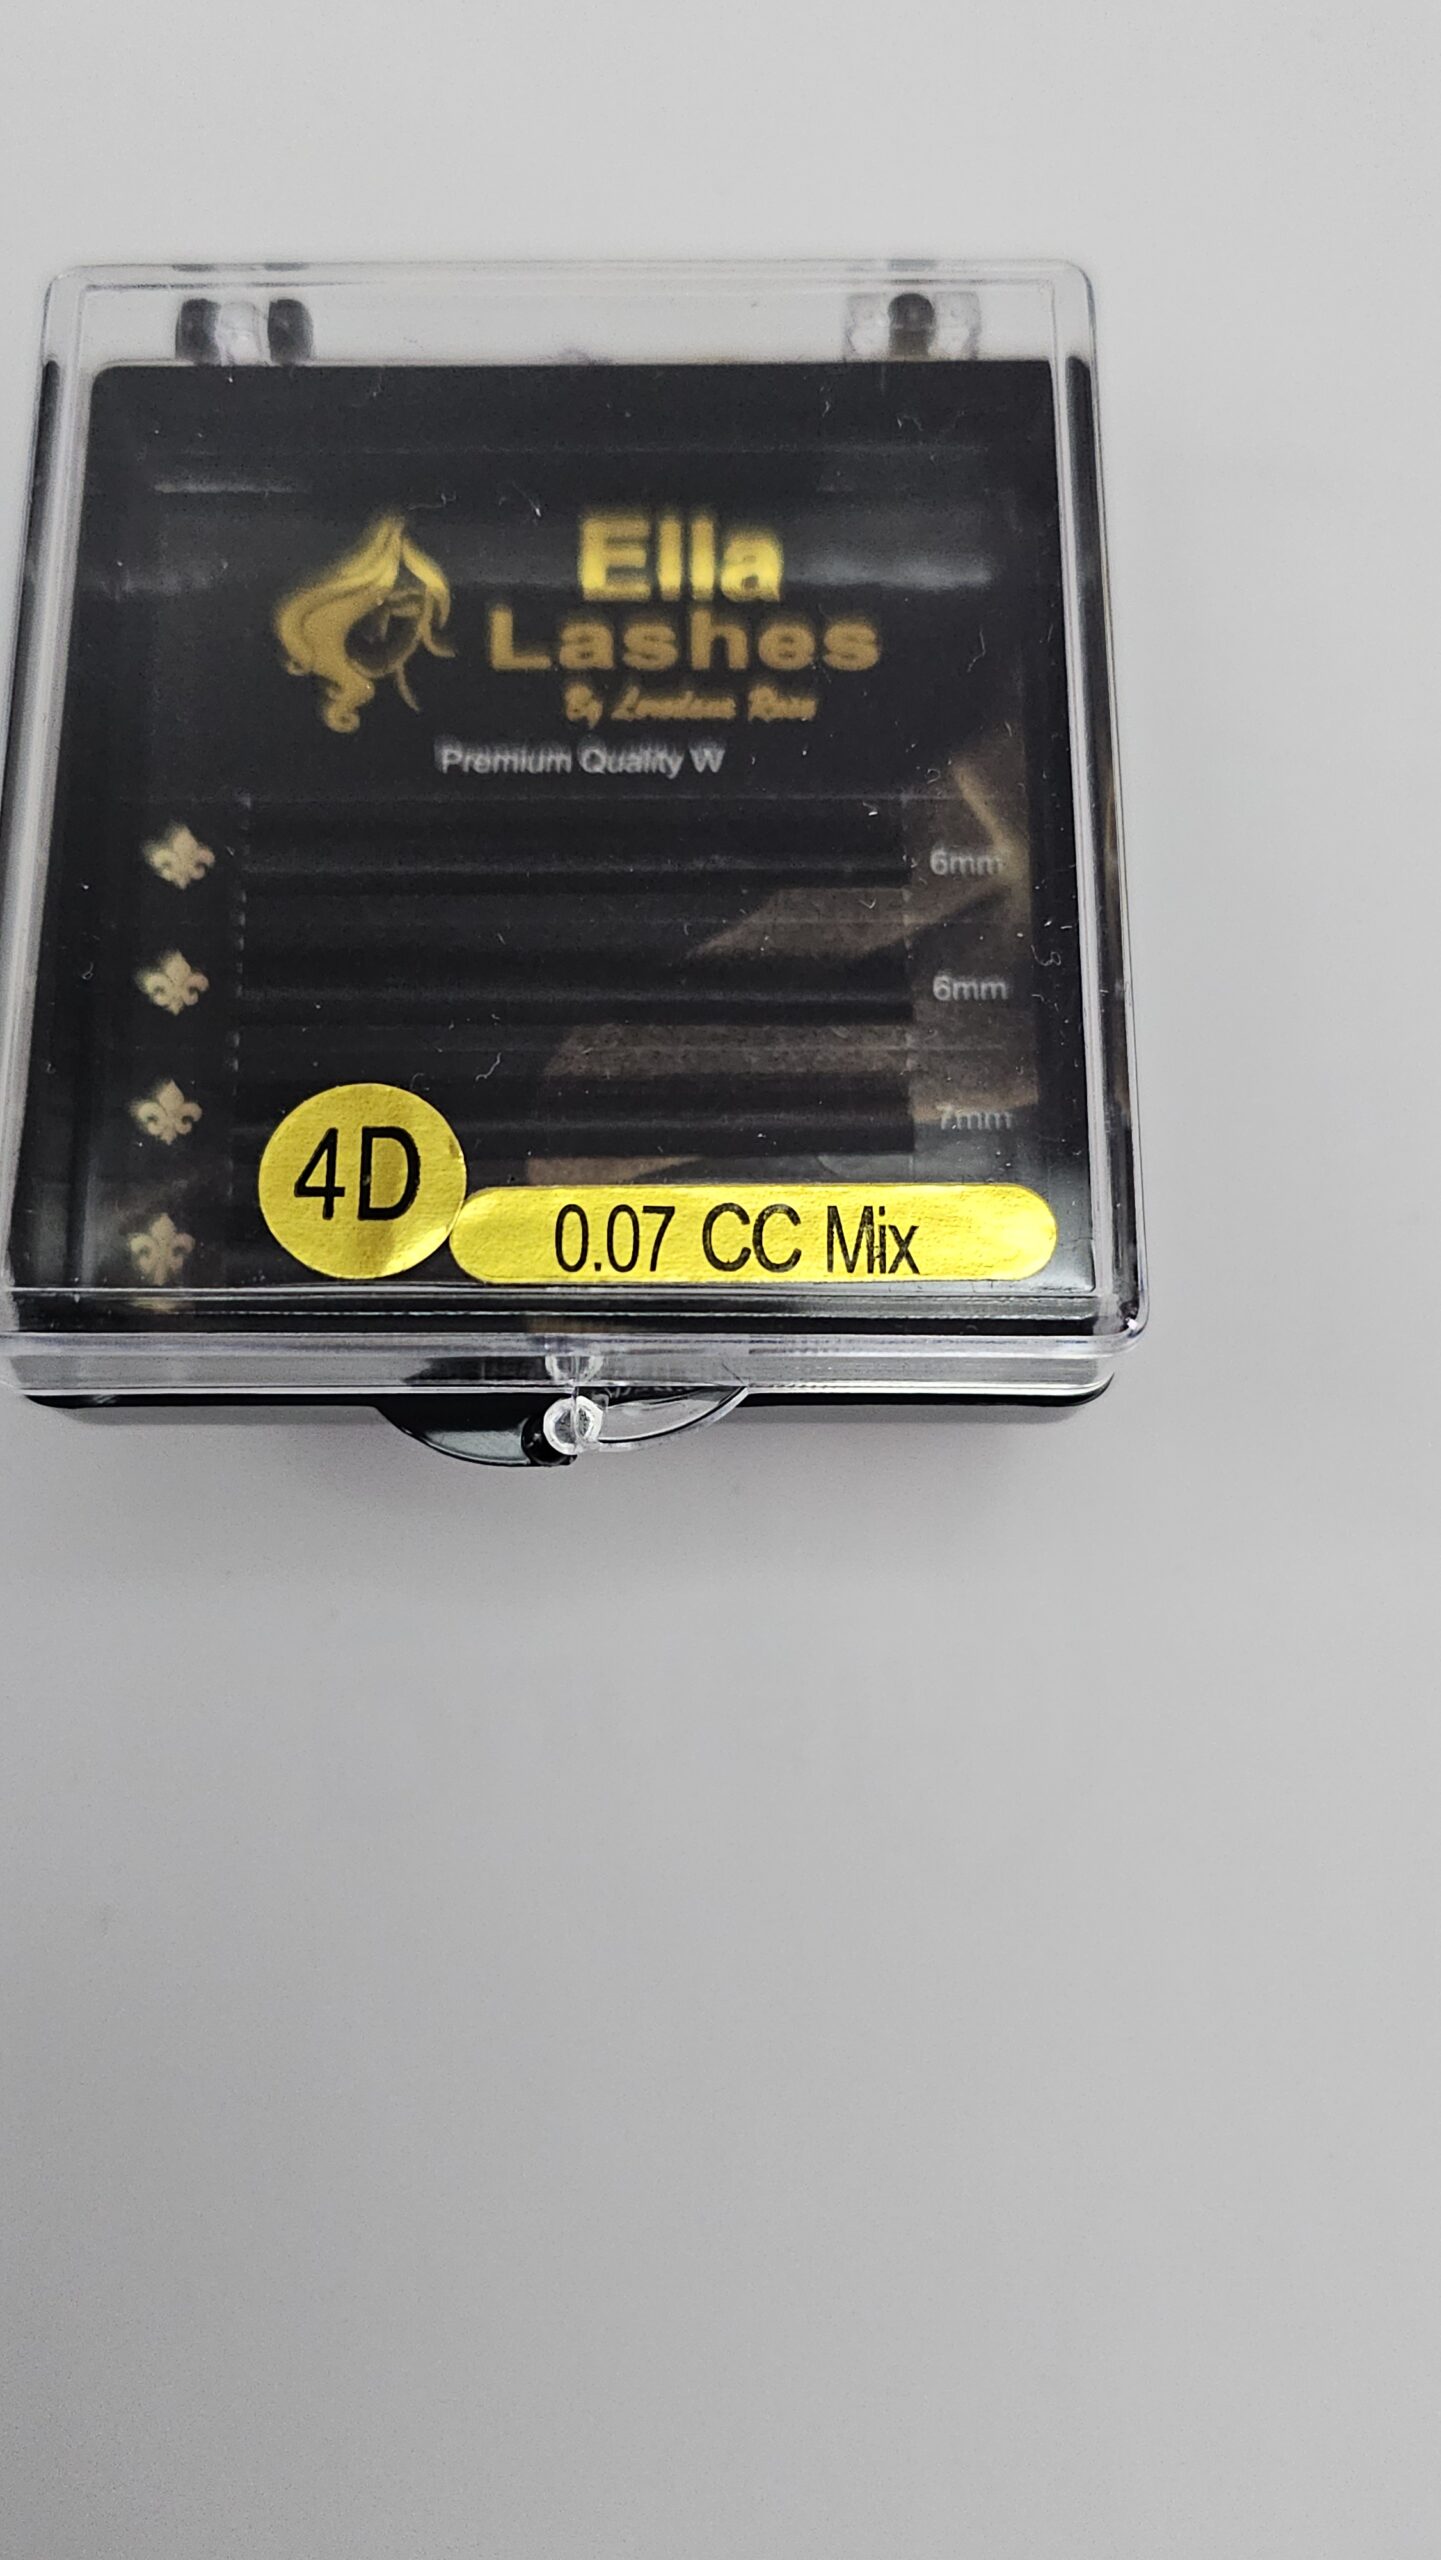 Ella
Lashes
Premium Quality W
6mm
6mm
7mm
4D
0.07 CC Mix